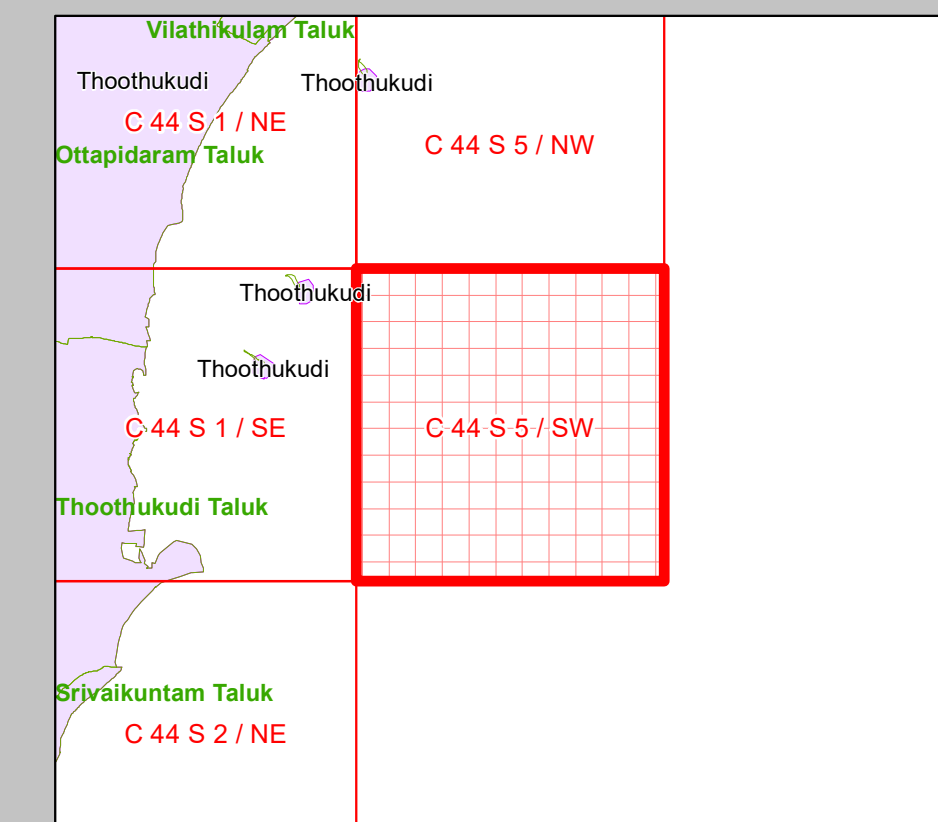 Vilathikulam Taluk
Thoothukudi
Thoothukudi
C 44 S 1 / NE
C 44 S 5 / NW
Ottapidaram Taluk
Thoothukudi
Thoothukudi
C 44 S 1 / SE
C 44 S 5 / SW
Thoothukudi Taluk
Srivaikuntam Taluk
C 44 S 2 / NE